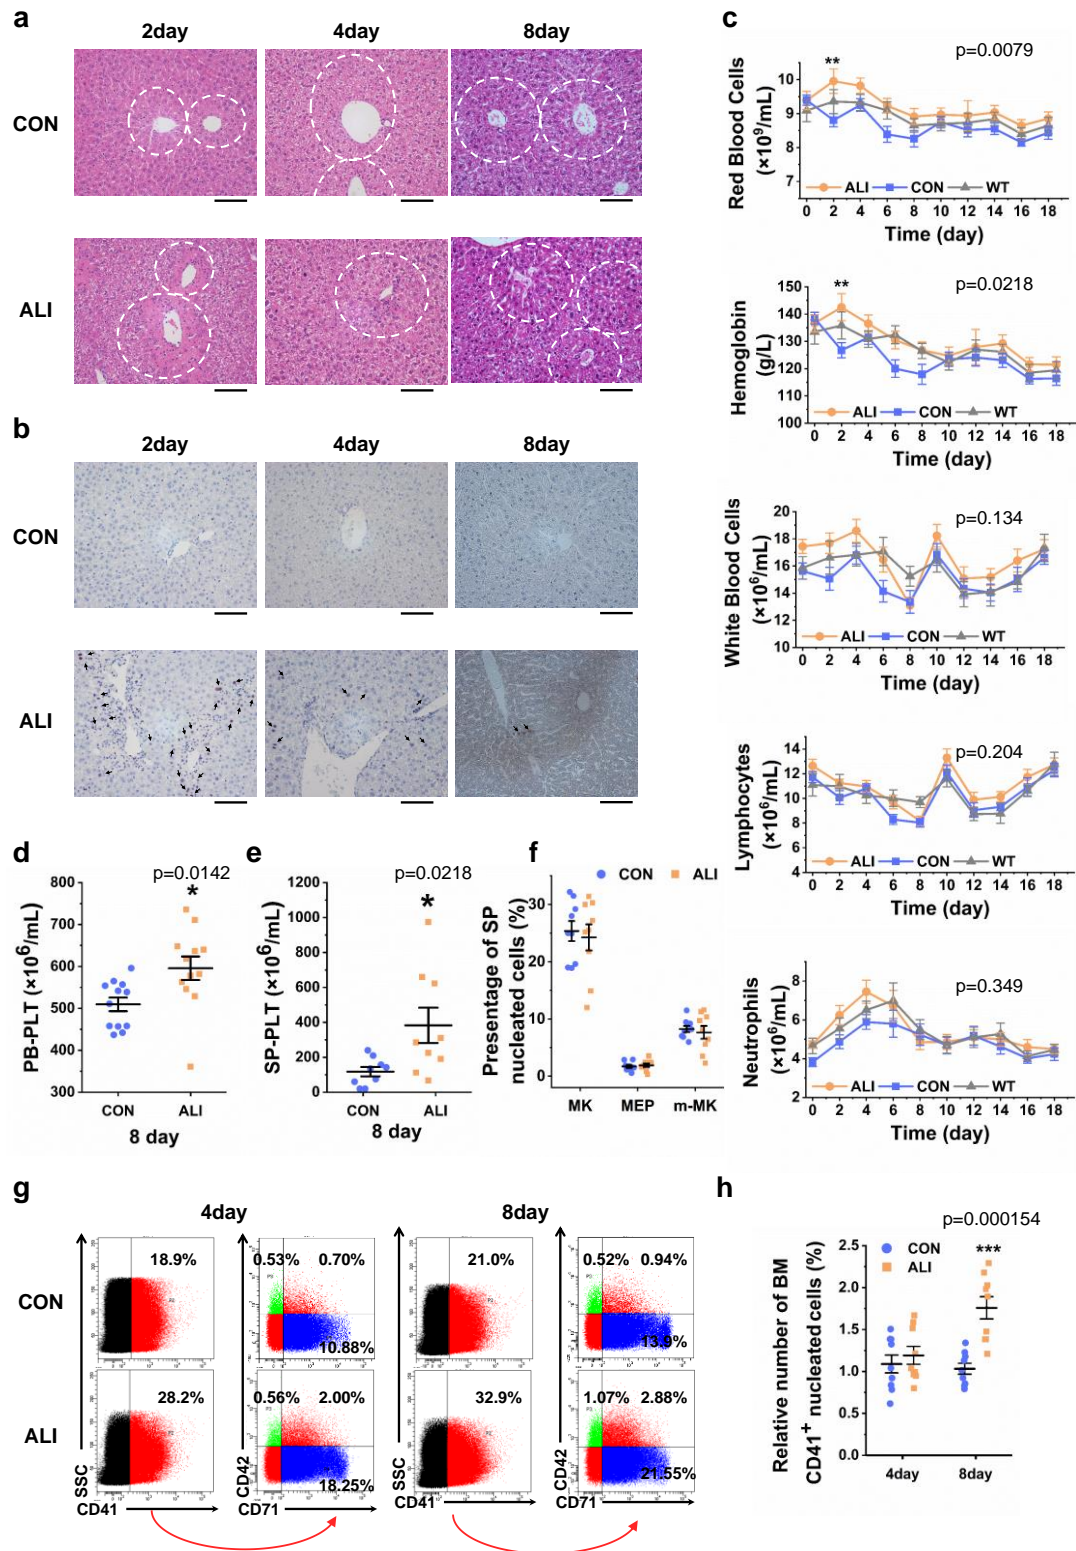 a
2day 4day 8day
CON
ALI
b
2day 4day 8day
CON
ALI
c
p=0.0079
**
Red Blood Cells
(×10⁹/mL)
10
9
8
6
ALI CON WT
0 2 4 6 8 10 12 14 16 18
Time (day)
p=0.0218
**
Hemoglobin
(g/L)
150
140
130
120
110
100
ALI CON WT
0 2 4 6 8 10 12 14 16 18
Time (day)
p=0.134
White Blood Cells
(×10⁶/mL)
20
18
16
14
12
10
ALI CON WT
0 2 4 6 8 10 12 14 16 18
p=0.204
Lymphocytes
(×10⁶/mL)
14
12
10
8
6
4
ALI CON WT
0 2 4 6 8 10 12 14 16 18
p=0.349
Neutrophils
(×10⁶/mL)
10
8
6
4
2
ALI CON WT
0 2 4 6 8 10 12 14 16 18
Time (day)
d
p=0.0142
*
PB-PLT (×10⁶/mL)
800
700
600
500
400
300
CON ALI
8 day
e
p=0.0218
*
SP-PLT (×10⁶/mL)
1200
1000
800
600
400
200
0
CON ALI
8 day
f
CON ALI
Presentage of SP
nucleated cells (%)
30
20
10
0
MK MEP m-MK
g
4day 8day
CON
18.9% 0.53% 0.70% 21.0% 0.52% 0.94%
10.88% 13.9%
ALI
28.2% 0.56% 2.00% 32.9% 1.07% 2.88%
18.25% 21.55%
SSC CD42 SSC CD42
CD41 CD71 CD41 CD71
h
p=0.000154
***
CON
ALI
Relative number of BM
CD41⁺ nucleated cells (%)
2.5
2.0
1.5
1.0
0.5
0.0
4day 8day